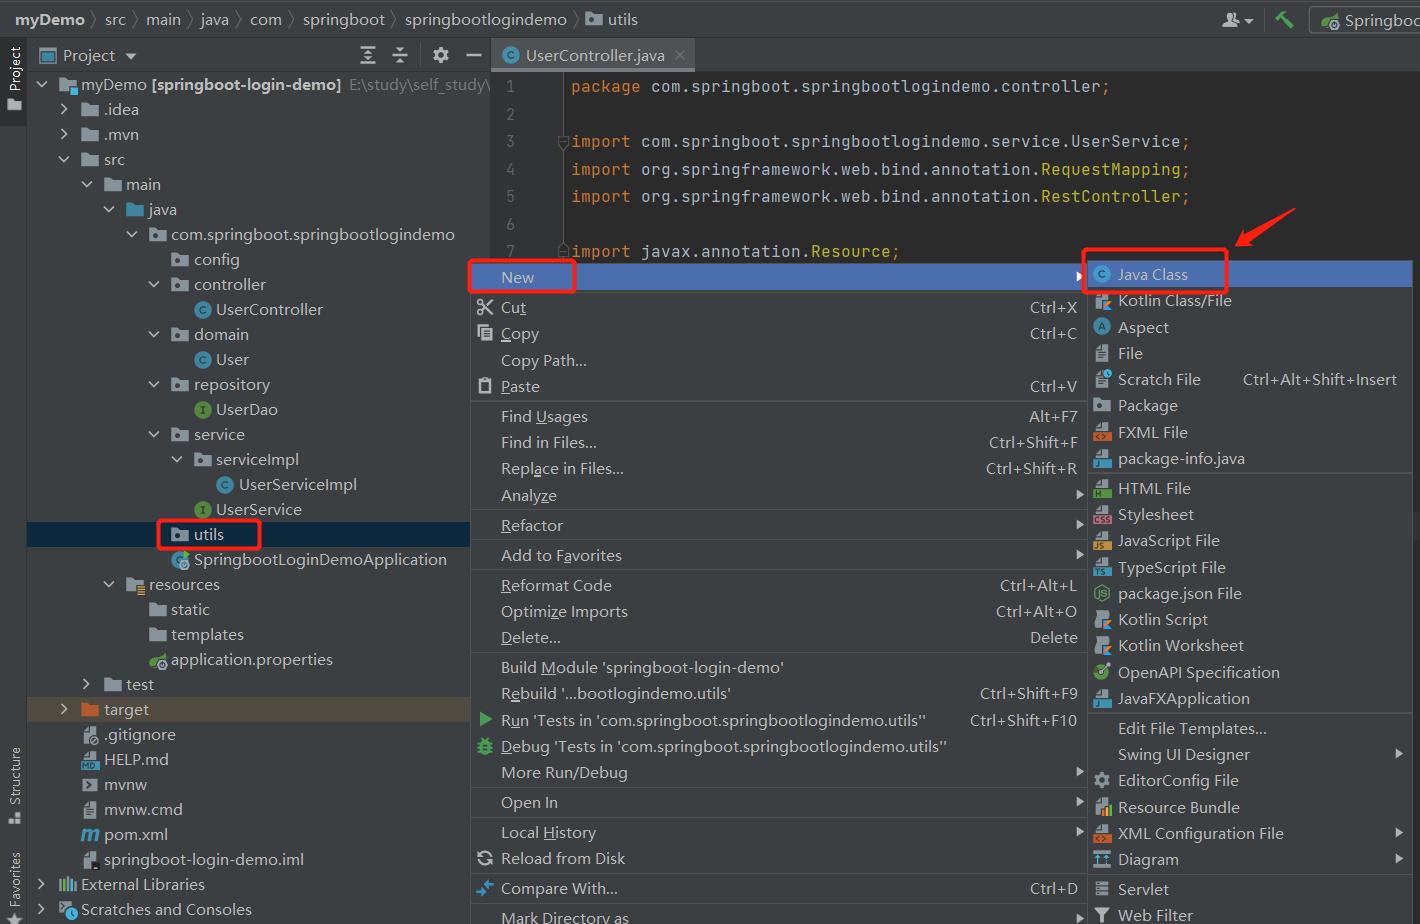 myDemo src main java com springboot springbootlogindemo utils
Project
Project
Structure
Favorites
myDemo [springboot-login-demo] E:\study\self_study\
.idea
.mvn
src
main
java
com.springboot.springbootlogindemo
config
controller
UserController
domain
User
repository
UserDao
service
serviceImpl
UserServiceImpl
UserService
utils
SpringbootLoginDemoApplication
resources
static
templates
application.properties
test
target
.gitignore
HELP.md
mvnw
mvnw.cmd
pom.xml
springboot-login-demo.iml
External Libraries
Scratches and Consoles
UserController.java
1 package com.springboot.springbootlogindemo.controller;
2
3 import com.springboot.springbootlogindemo.service.UserService;
4 import org.springframework.web.bind.annotation.RequestMapping;
5 import org.springframework.web.bind.annotation.RestController;
6
7 import javax.annotation.Resource;
New
Cut Ctrl+X
Copy Ctrl+C
Copy Path...
Paste Ctrl+V
Find Usages Alt+F7
Find in Files... Ctrl+Shift+F
Replace in Files... Ctrl+Shift+R
Analyze
Refactor
Add to Favorites
Reformat Code Ctrl+Alt+L
Optimize Imports Ctrl+Alt+O
Delete... Delete
Build Module 'springboot-login-demo'
Rebuild '...bootlogindemo.utils' Ctrl+Shift+F9
Run 'Tests in 'com.springboot.springbootlogindemo.utils'' Ctrl+Shift+F10
Debug 'Tests in 'com.springboot.springbootlogindemo.utils''
More Run/Debug
Open In
Local History
Reload from Disk
Compare With... Ctrl+D
Mark Directory as
Java Class
Kotlin Class/File
Aspect
File
Scratch File Ctrl+Alt+Shift+Insert
Package
FXML File
package-info.java
HTML File
Stylesheet
JavaScript File
TypeScript File
package.json File
Kotlin Script
Kotlin Worksheet
OpenAPI Specification
JavaFXApplication
Edit File Templates...
Swing UI Designer
EditorConfig File
Resource Bundle
XML Configuration File
Diagram
Servlet
Web Filter